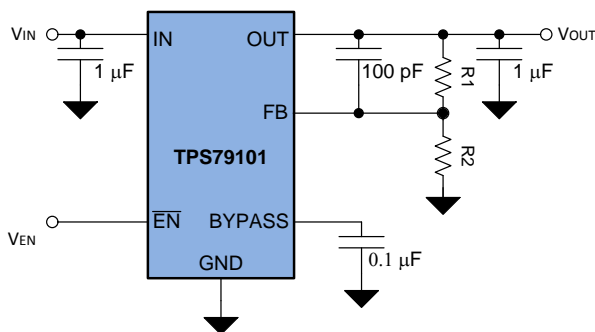 VIN
IN
OUT
VOUT
1 μF
100 pF
R1
1 μF
FB
TPS79101
R2
VEN
EN
BYPASS
0.1 μF
GND